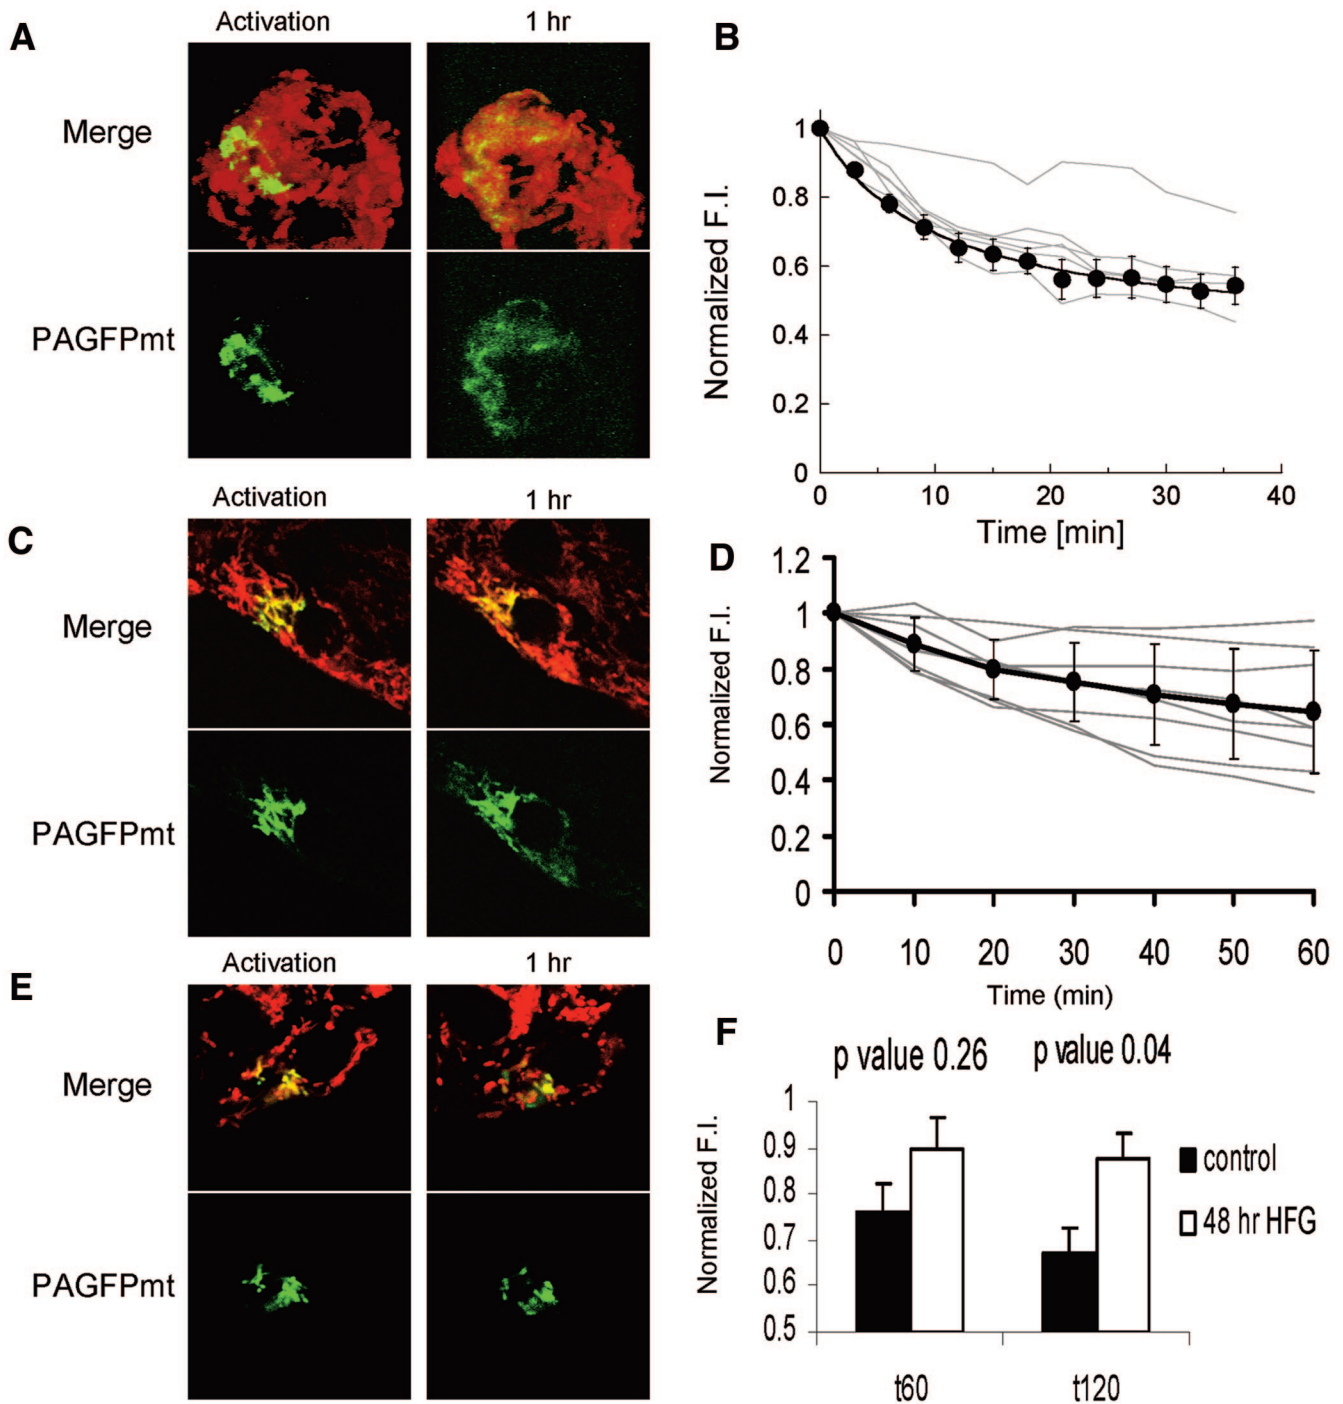 A
Activation
1 hr
Merge
PAGFPmt
B
Normalized F.I.
1
0.8
0.6
0.4
0.2
0
0 10 20 30 40
Time [min]
C
Activation
1 hr
Merge
PAGFPmt
D
Normalized F.I.
1.2
1
0.8
0.6
0.4
0.2
0
0 10 20 30 40 50 60
Time (min)
E
Activation
1 hr
Merge
PAGFPmt
F
p value 0.26
p value 0.04
Normalized F.I.
1
0.9
0.8
0.7
0.6
0.5
t60
t120
control
48 hr HFG